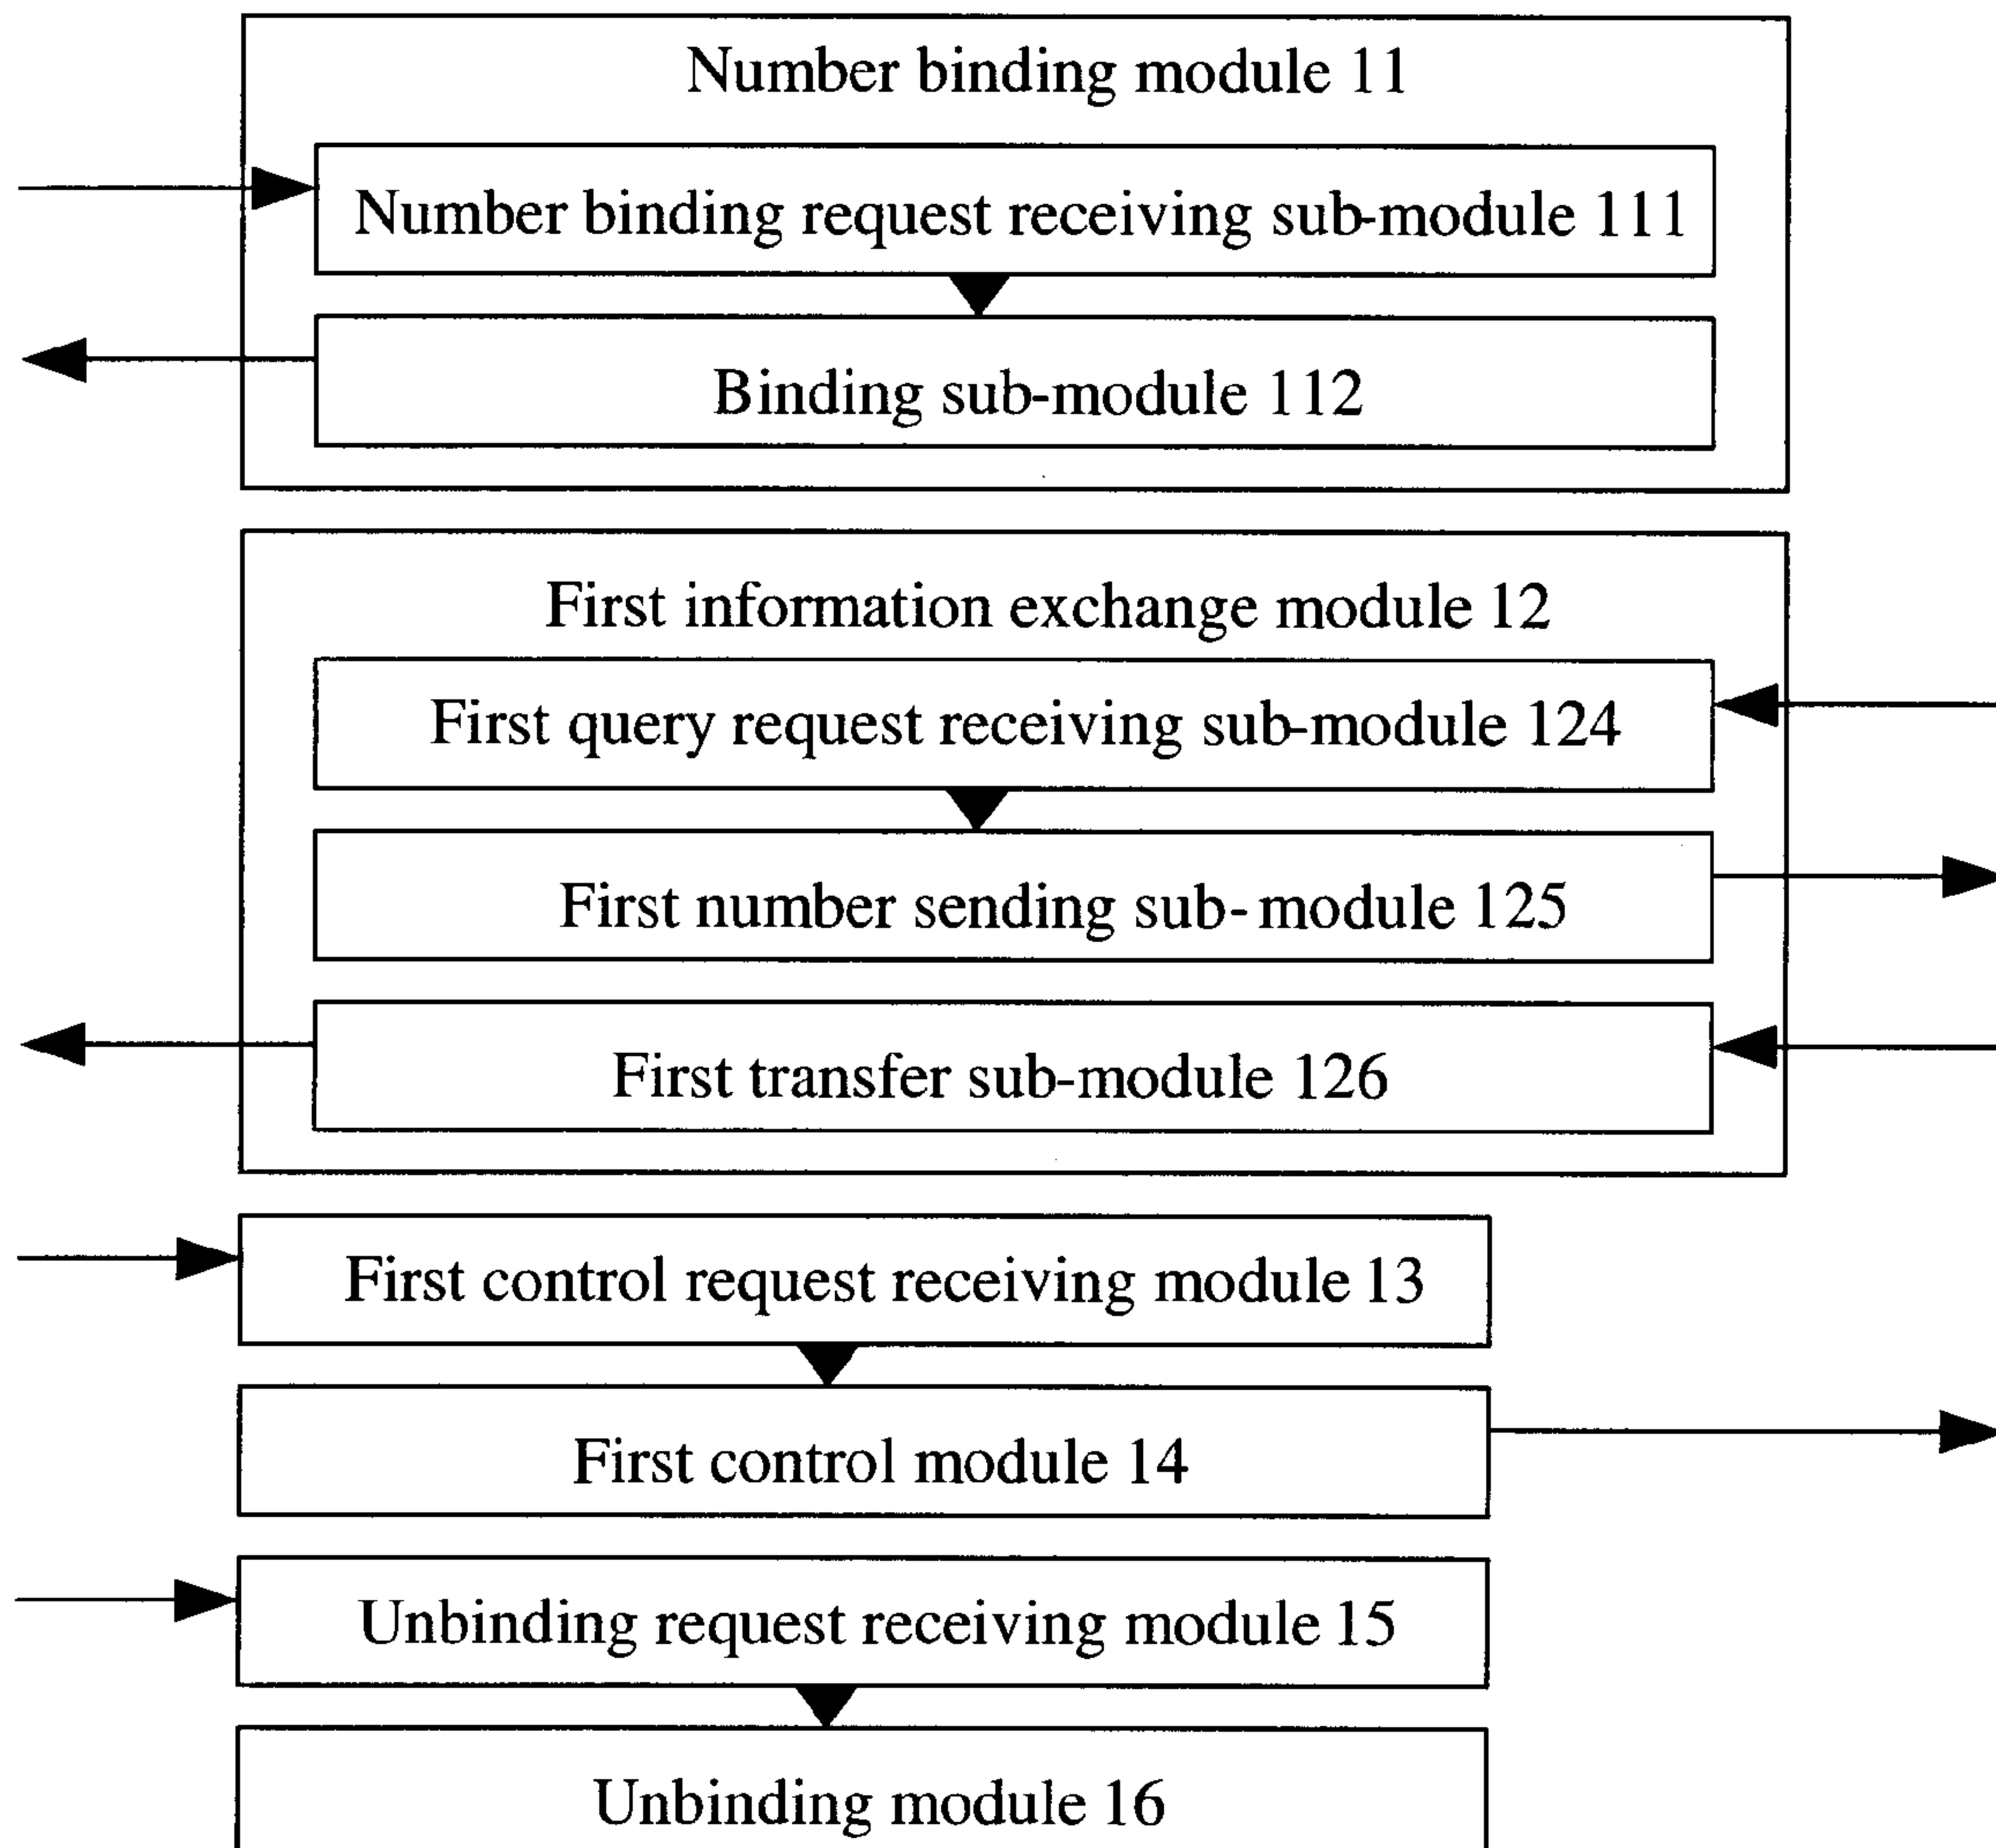 Number binding module 11
Number binding request receiving sub-module 111
Binding sub-module 112
First information exchange module 12
First query request receiving sub-module 124
First number sending sub-module 125
First transfer sub-module 126
First control request receiving module 13
First control module 14
Unbinding request receiving module 15
Unbinding module 16